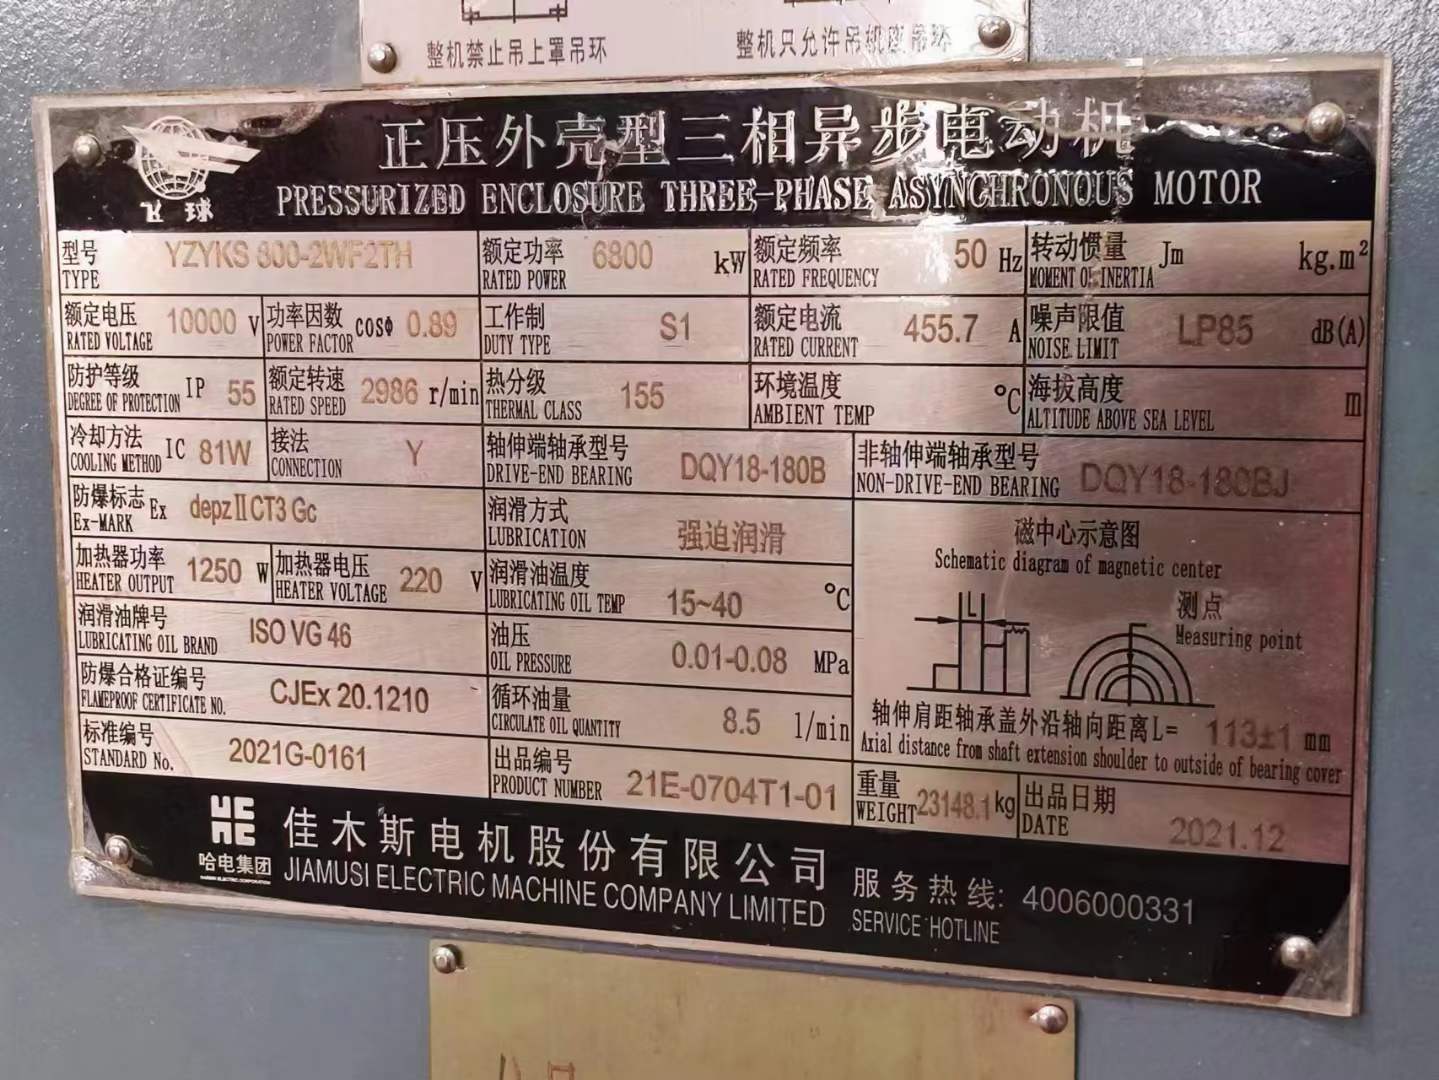 整机禁止吊上罩吊环
整机只允许吊机座吊环
飞球
正压外壳型三相异步电动机
PRESSURIZED ENCLOSURE THREE-PHASE ASYNCHRONOUS MOTOR
型号 YZYKS 800-2WF2TH 额定功率 6800 kW 额定频率 50 Hz 转动惯量 Jm kg.m²
TYPE RATED POWER RATED FREQUENCY MOMENT OF INERTIA
额定电压 10000 V 功率因数 cosΦ 0.89 工作制 S1 额定电流 455.7 A 噪声限值 LP85 dB(A)
RATED VOLTAGE POWER FACTOR DUTY TYPE RATED CURRENT NOISE LIMIT
防护等级 IP 55 额定转速 2986 r/min 热分级 155 环境温度 °C 海拔高度 m
DEGREE OF PROTECTION RATED SPEED THERMAL CLASS AMBIENT TEMP ALTITUDE ABOVE SEA LEVEL
冷却方法 IC 81W 接法 Y 轴伸端轴承型号 DQY18-180B 非轴伸端轴承型号 DQY18-180BJ
COOLING METHOD CONNECTION DRIVE-END BEARING NON-DRIVE-END BEARING
防爆标志 Ex depzⅡCT3 Gc 润滑方式 强迫润滑
Ex-MARK LUBRICATION
加热器功率 1250 W 加热器电压 220 V 润滑油温度 15~40 °C
HEATER OUTPUT HEATER VOLTAGE LUBRICATING OIL TEMP
润滑油牌号 ISO VG 46 油压 0.01-0.08 MPa
LUBRICATING OIL BRAND OIL PRESSURE
防爆合格证编号 CJEx 20.1210 循环油量 8.5 l/min
FLAMEPROOF CERTIFICATE NO. CIRCULATE OIL QUANTITY
标准编号 2021G-0161 出品编号 21E-0704T1-01
STANDARD No. PRODUCT NUMBER
磁中心示意图
Schematic diagram of magnetic center
L
测点
Measuring point
轴伸肩距轴承盖外沿轴向距离L= 113±1 mm
Axial distance from shaft extension shoulder to outside of bearing cover
重量 23148.1 kg 出品日期 2021.12
WEIGHT DATE
哈电集团
HARBIN ELECTRIC CORPORATION
佳木斯电机股份有限公司
JIAMUSI ELECTRIC MACHINE COMPANY LIMITED
服务热线: 4006000331
SERVICE HOTLINE